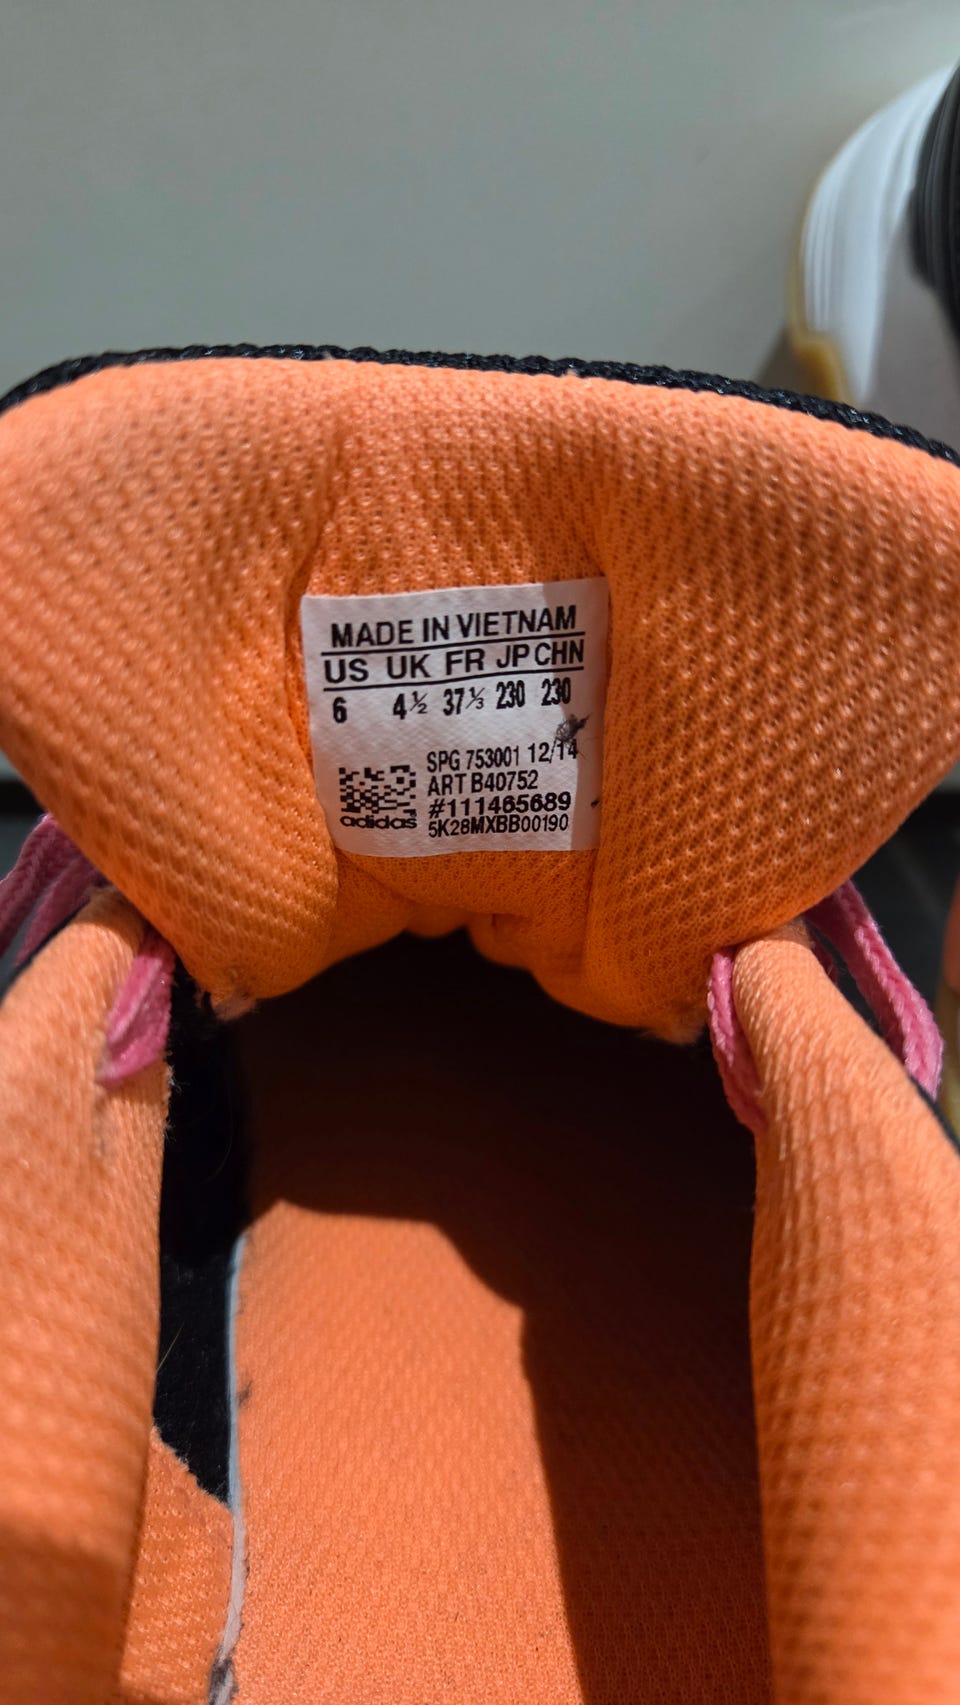 MADE IN VIETNAM
US UK FR JP CHN
6 4½ 37⅓ 230 230
SPG 753001 12/14
ART B40752
#111465689
adidas 5K28MXBB00190